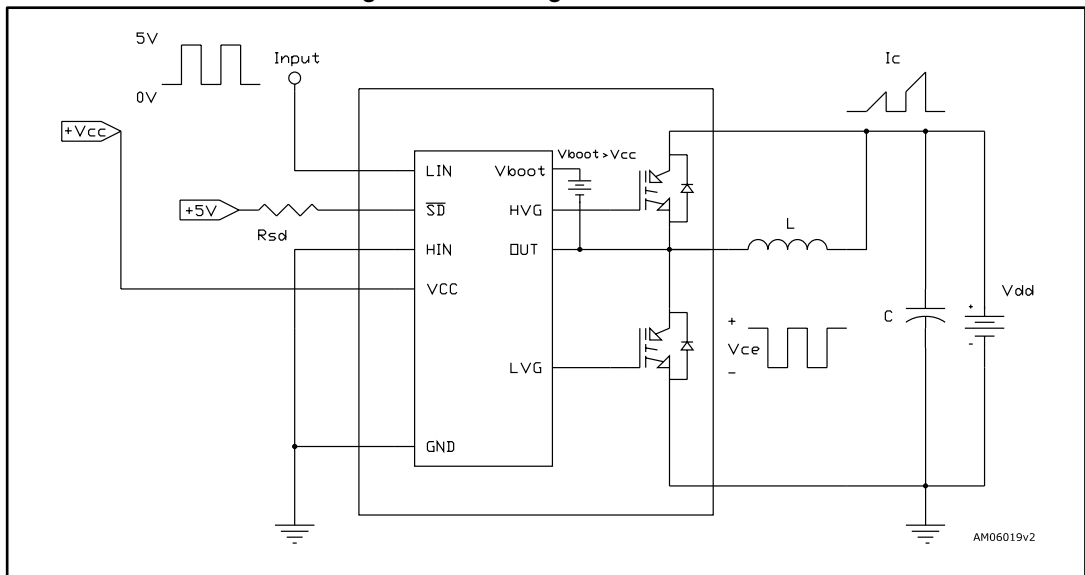 5V
0V
Input
Ic
+Vcc
Vboot>Vcc
LIN
Vboot
+5V
Rsd
SD
HVG
HIN
OUT
L
VCC
Vdd
C
+
Vce
-
+
-
LVG
GND
AM06019v2